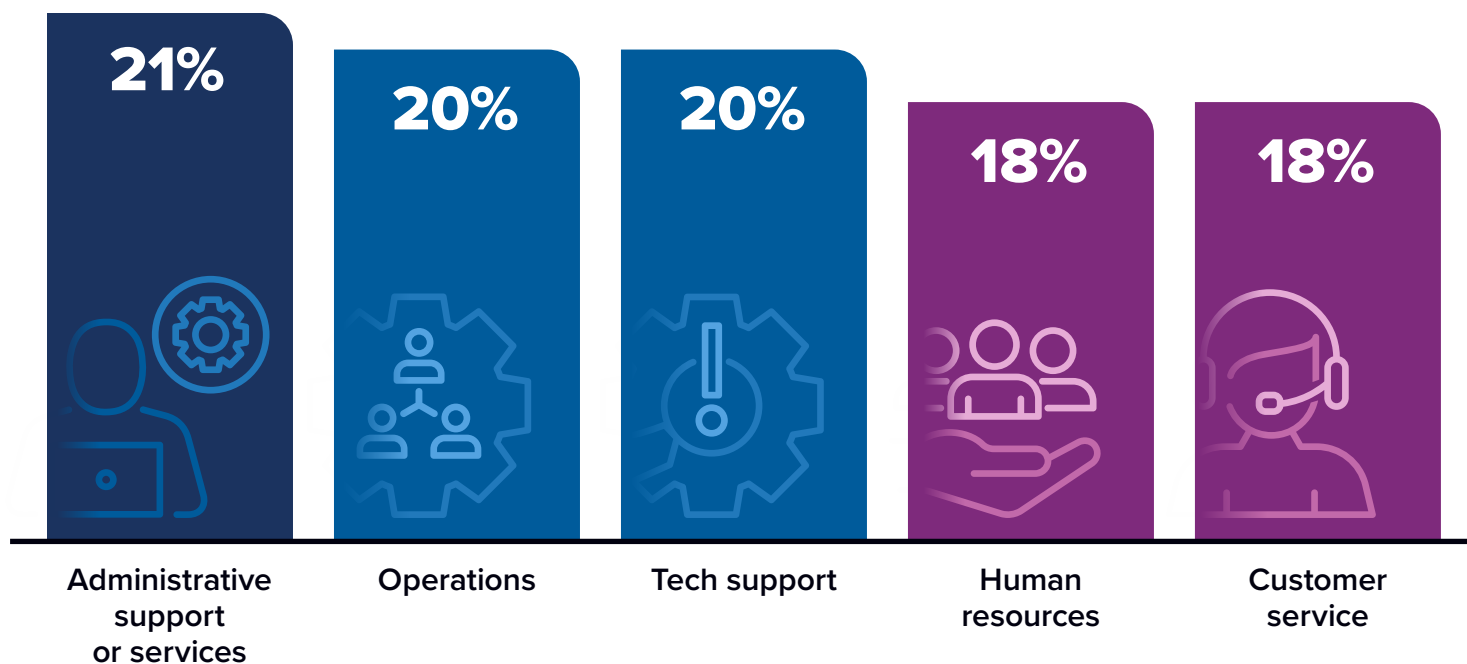 21%
20%
20%
18%
18%
Administrative
support
or services
Operations
Tech support
Human
resources
Customer
service